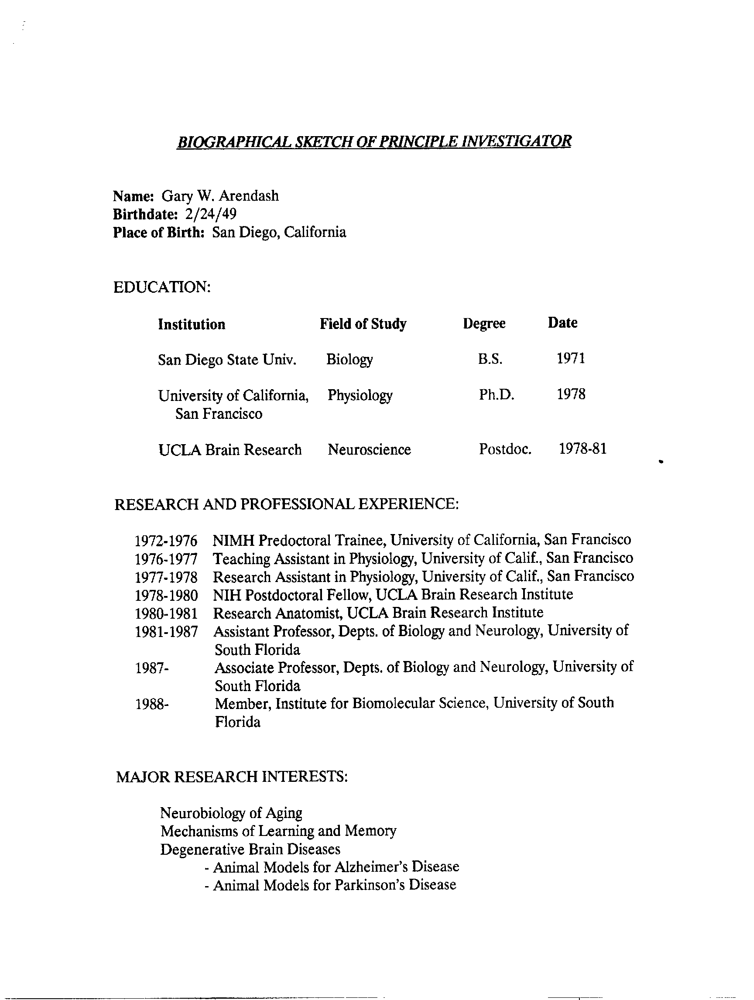 BIOGRAPHICAL SKETCH OF PRINCIPLE INVESTIGATOR
Name: Gary W. Arendash
Birthdate: 2/24/49
Place of Birth: San Diego, California
EDUCATION:
Institution Field of Study Degree Date
San Diego State Univ. Biology B.S. 1971
University of California, Physiology Ph.D. 1978
San Francisco
UCLA Brain Research Neuroscience Postdoc. 1978-81
RESEARCH AND PROFESSIONAL EXPERIENCE:
1972-1976 NIMH Predoctoral Trainee, University of California, San Francisco
1976-1977 Teaching Assistant in Physiology, University of Calif., San Francisco
1977-1978 Research Assistant in Physiology, University of Calif., San Francisco
1978-1980 NIH Postdoctoral Fellow, UCLA Brain Research Institute
1980-1981 Research Anatomist, UCLA Brain Research Institute
1981-1987 Assistant Professor, Depts. of Biology and Neurology, University of
South Florida
1987- Associate Professor, Depts. of Biology and Neurology, University of
South Florida
1988- Member, Institute for Biomolecular Science, University of South
Florida
MAJOR RESEARCH INTERESTS:
Neurobiology of Aging
Mechanisms of Learning and Memory
Degenerative Brain Diseases
- Animal Models for Alzheimer's Disease
- Animal Models for Parkinson's Disease